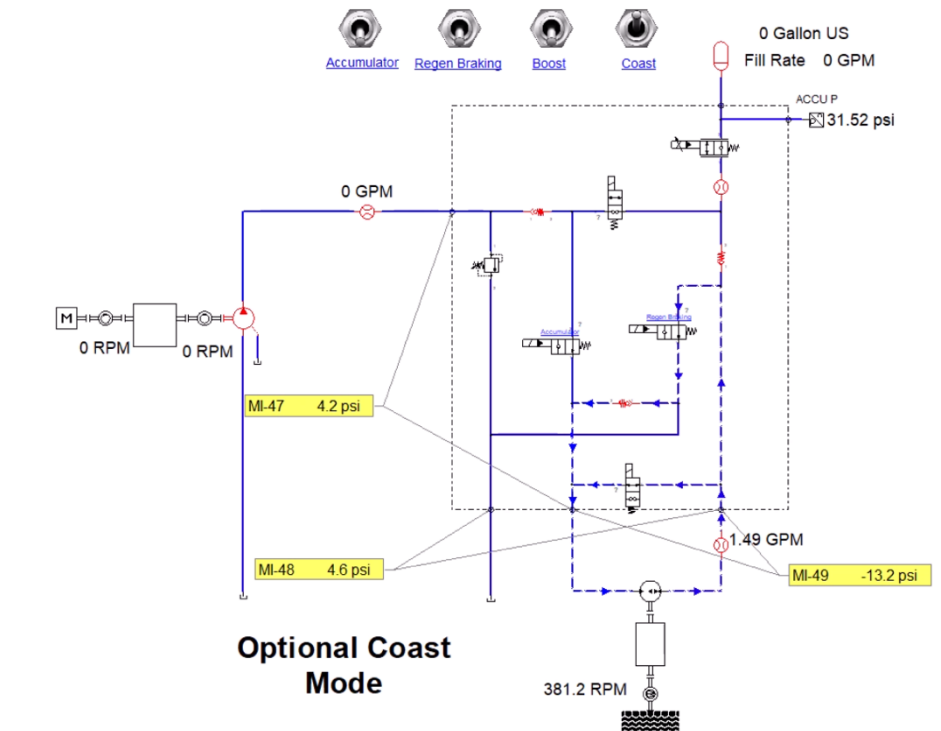 Accumulator
Regen Braking
Boost
Coast
0 Gallon US
Fill Rate 0 GPM
ACCU P
31.52 psi
0 GPM
?
?
Regen Braking
?
Accumulator
M
0 RPM
0 RPM
MI-47 4.2 psi
?
1.49 GPM
MI-48 4.6 psi
MI-49 -13.2 psi
Optional Coast
Mode
381.2 RPM